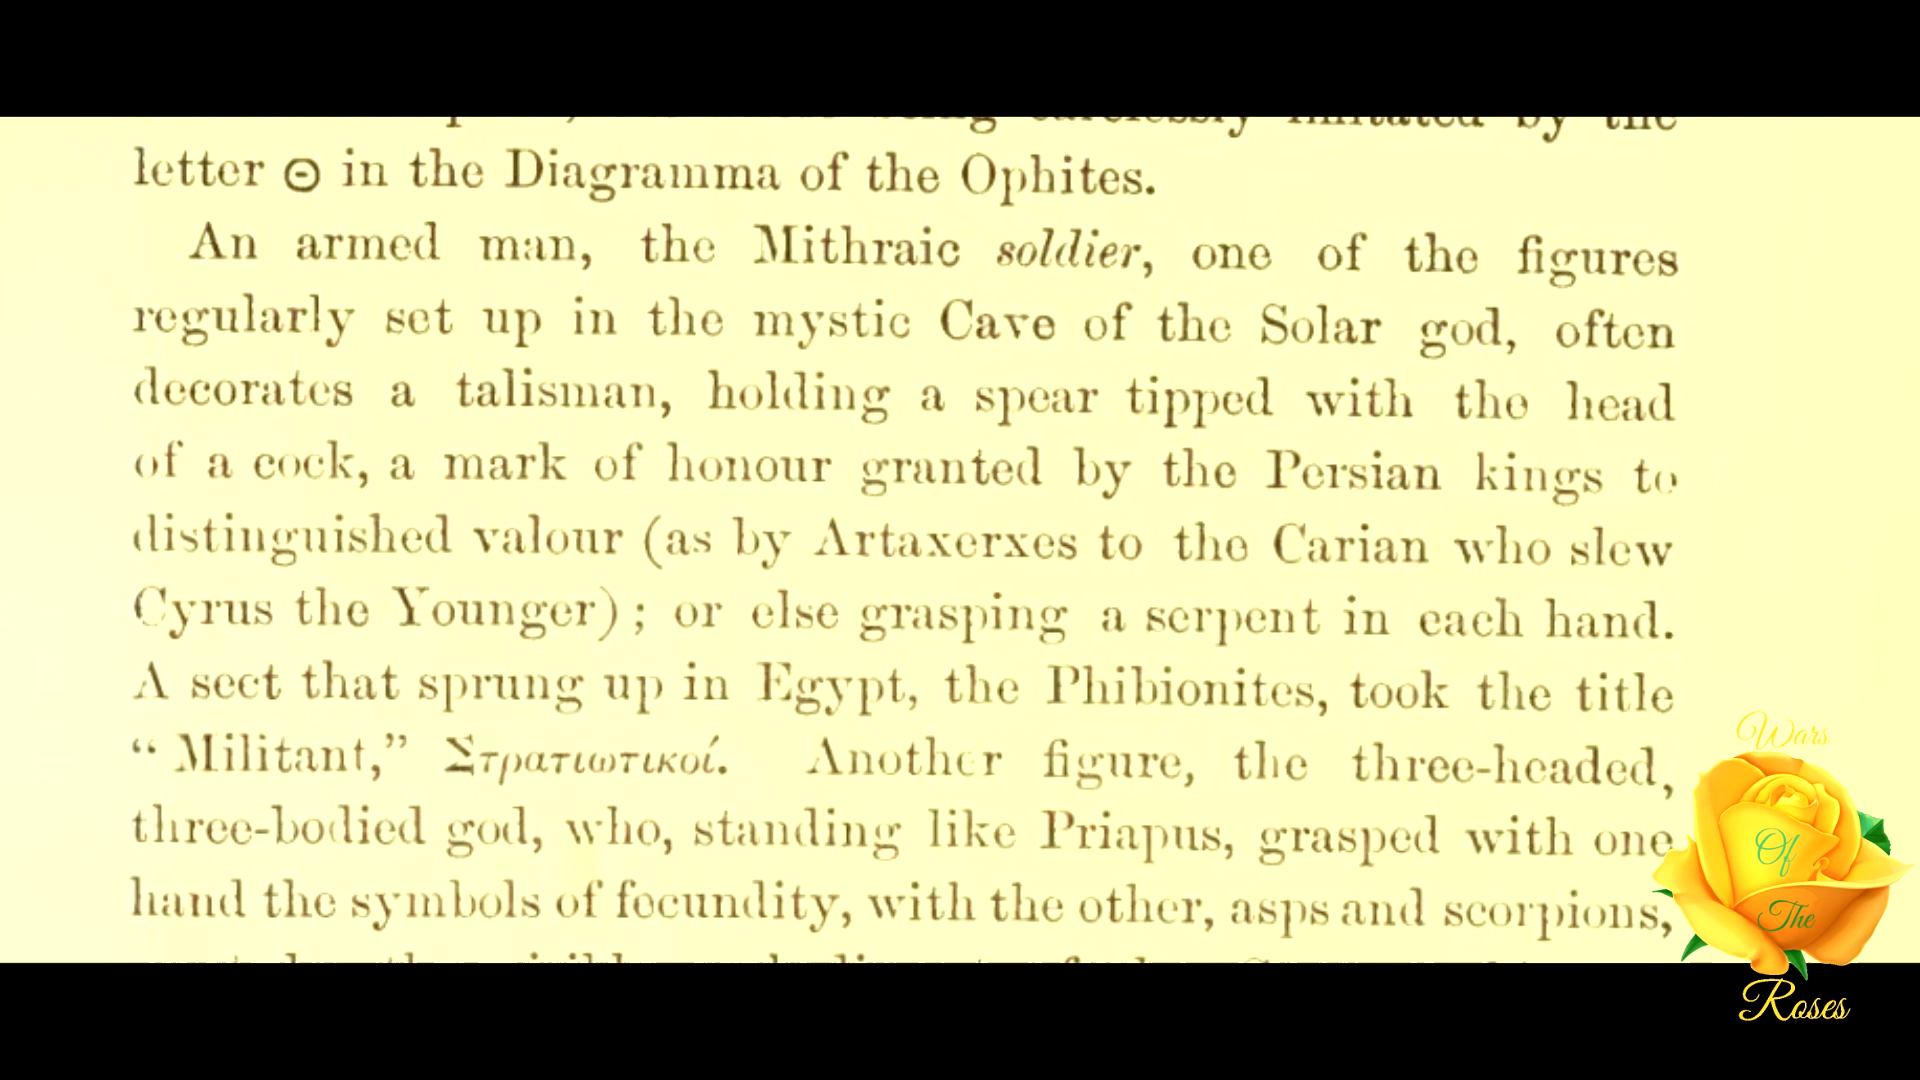 being carelessly imitated by the
letter Θ in the Diagramma of the Ophites.
An armed man, the Mithraic soldier, one of the figures
regularly set up in the mystic Cave of the Solar god, often
decorates a talisman, holding a spear tipped with the head
of a cock, a mark of honour granted by the Persian kings to
distinguished valour (as by Artaxerxes to the Carian who slew
Cyrus the Younger) ; or else grasping a serpent in each hand.
A sect that sprung up in Egypt, the Phibionites, took the title
“ Militant,” Στρατιωτικοί. Another figure, the three-headed,
three-bodied god, who, standing like Priapus, grasped with one
hand the symbols of fecundity, with the other, asps and scorpions,
Wars
Of
The
Roses